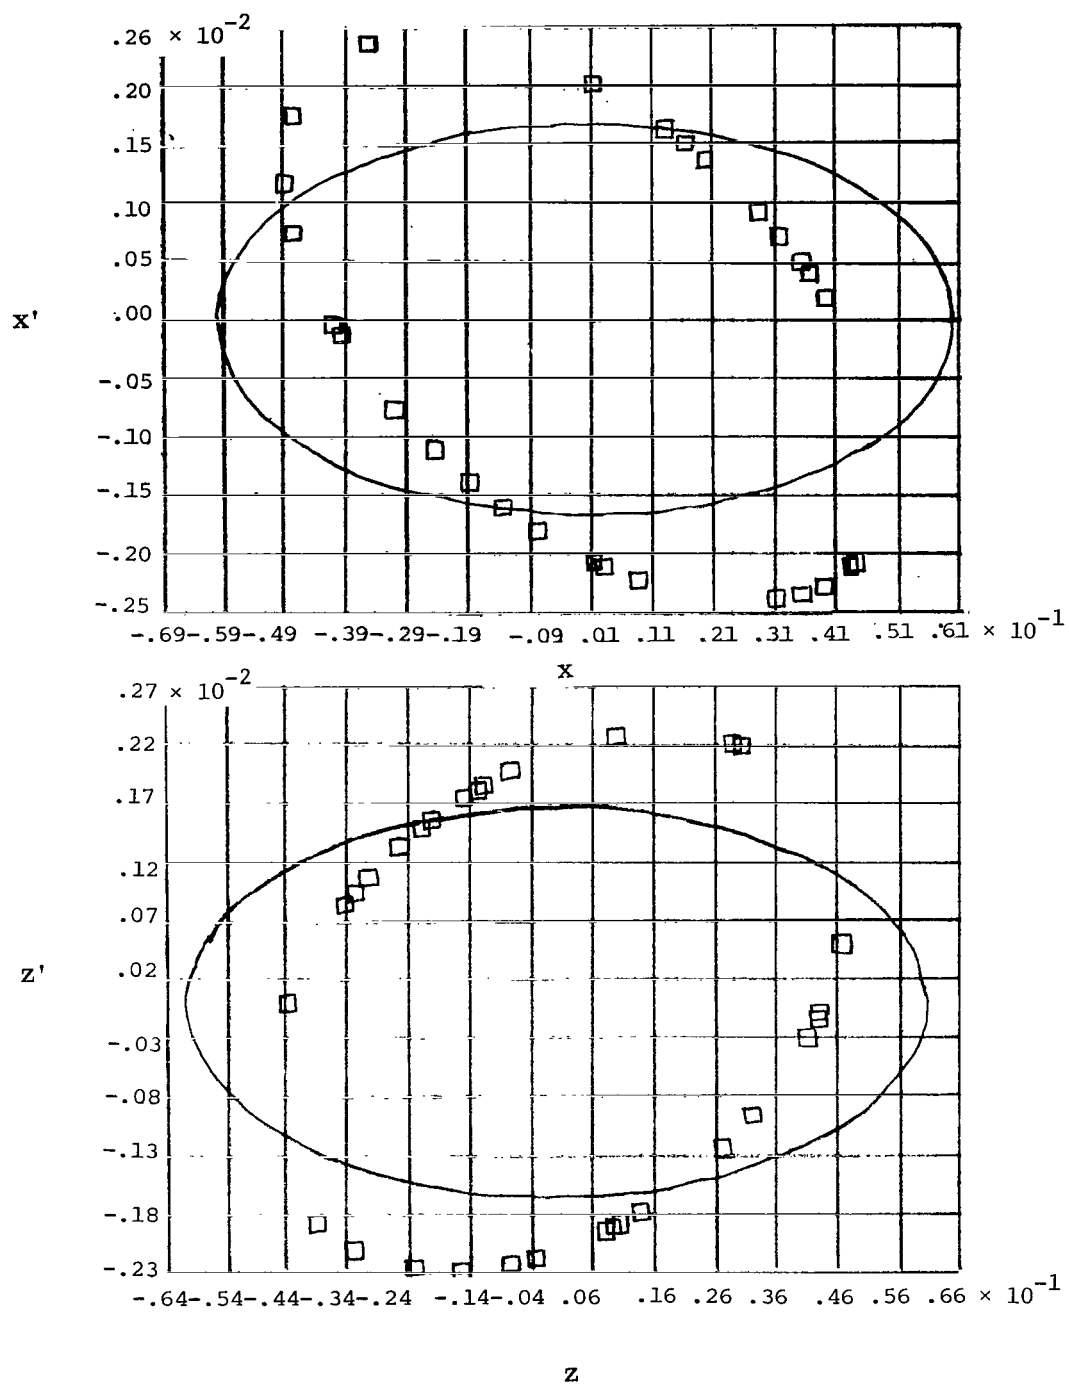 .26 × 10-2
.20
.15
.10
.05
.00
x'
-.05
-.10
-.15
-.20
-.25
-.69-.59-.49 -.39-.29-.19 -.09 .01 .11 .21 .31 .41 .51 .61 × 10-1
x
.27 × 10-2
.22
.17
.12
.07
.02
z'
-.03
-.08
-.13
-.18
-.23
-.64-.54-.44-.34-.24 -.14-.04 .06 .16 .26 .36 .46 .56 .66 × 10-1
z